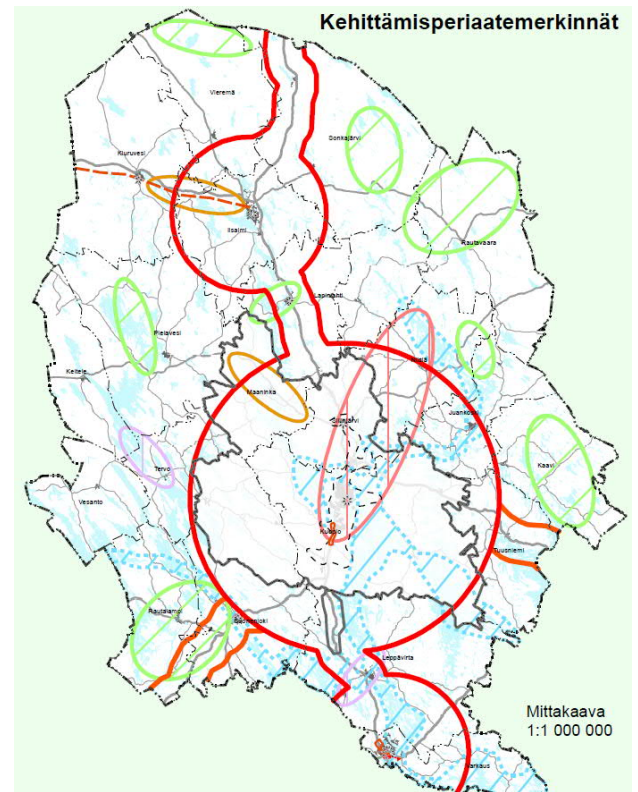 Kehittämisperiaatemerkinnät
Vieremä
Sonkajärvi
Kiuruvesi
Iisalmi
Rautavaara
Lapinlahti
Pielavesi
Nilsiä
Keitele
Maaninka
Juankoski
Siilinjärvi
Tervo
Kaavi
Vesanto
Kuopio
Tuusniemi
Rautalampi
Suonenjoki
Leppävirta
Mittakaava
1:1 000 000
Varkaus